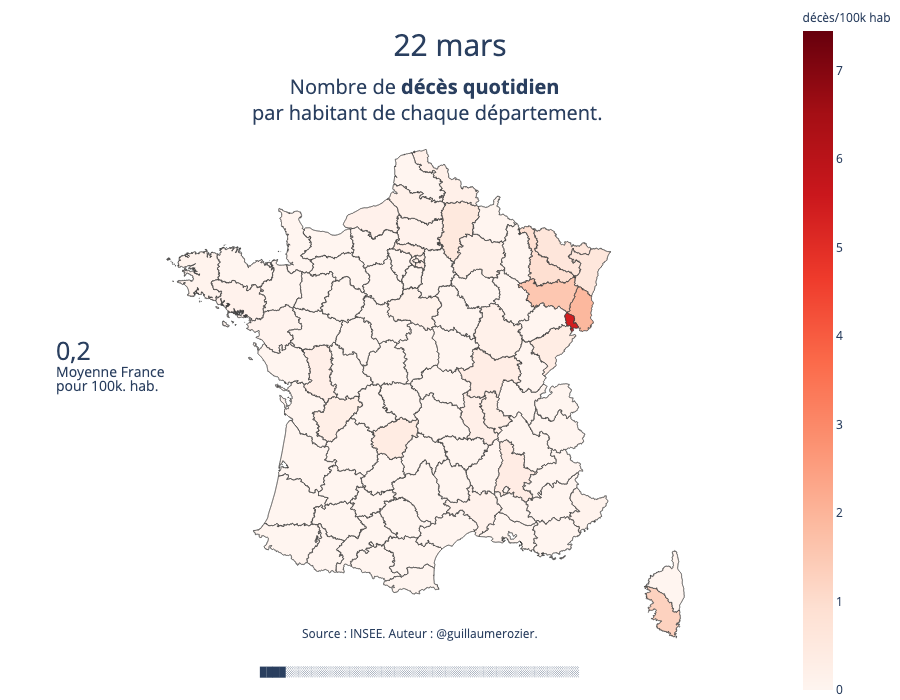 décès/100k hab
22 mars
Nombre de décès quotidien
par habitant de chaque département.
7
6
5
4
3
2
1
0
0,2
Moyenne France
pour 100k. hab.
Source : INSEE. Auteur : @guillaumerozier.